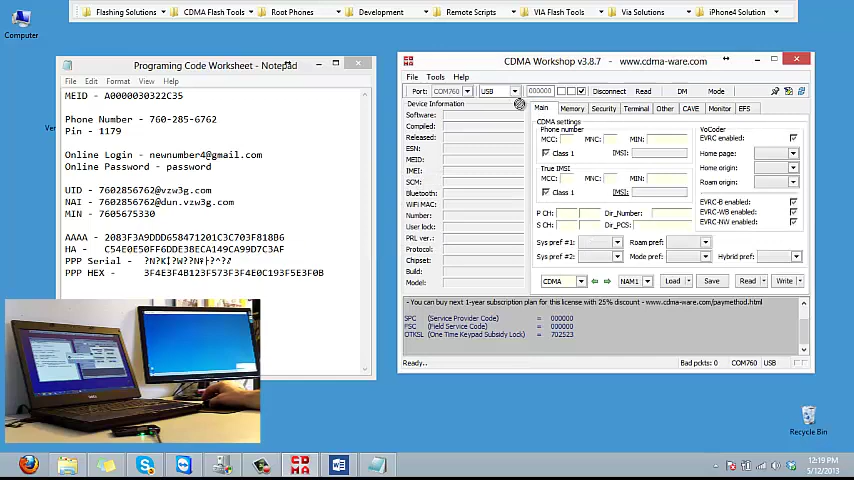 Flashing Solutions
CDMA Flash Tools
Root Phones
Development
Remote Scripts
VIA Flash Tools
Via Solutions
iPhone4 Solution
Computer
Programing Code Worksheet - Notepad
File Edit Format View Help
MEID - A0000030322C35
Phone Number - 760-285-6762
Pin - 1179
Online Login - newnumber4@gmail.com
Online Password - password
UID - 7602856762@vzw3g.com
NAI - 7602856762@dun.vzw3g.com
MIN - 7605675330
AAAA - 2083F3A9DDD658471201C3C703F818B6
HA - C54E0E50FF6DDE3BECA149CA99D7C3AF
PPP Serial -
PPP HEX - 3F4E3F4B123F573F3F4E0C193F5E3F0B
CDMA Workshop v3.8.7 - www.cdma-ware.com
File Tools Help
Port: COM760 USB 000000 Disconnect Read DM Mode
Device Information
Software:
Compiled:
Released:
ESN:
MEID:
IMEI:
SCM:
Bluetooth:
WiFi MAC:
Number:
User lock:
PRL ver.:
Protocol:
Chipset:
Build:
Model:
Main Memory Security Terminal Other CAVE Monitor EFS
CDMA settings
Phone number
MCC: MNC: MIN:
Class 1 IMSI:
True IMSI
MCC: MNC: MIN:
Class 1 IMSI:
P CH: Dir_Number:
S CH: Dir_PCS:
Sys pref #1: Roam pref:
Sys pref #2: Mode pref: Hybrid pref:
VoCoder
EVRC enabled:
Home page:
Home origin:
Roam origin:
EVRC-B enabled:
EVRC-WB enabled:
EVRC-NW enabled:
CDMA NAM1 Load Save Read Write
- You can buy next 1-year subscription plan for this license with 25% discount - www.cdma-ware.com/paymethod.html
SPC (Service Provider Code) = 000000
FSC (Field Service Code) = 000000
OTKSL (One Time Keypad Subsidy Lock) = 702523
Ready.. Bad pckts: 0 COM760 USB
Recycle Bin
CD
MA
12:19 PM
5/12/2013